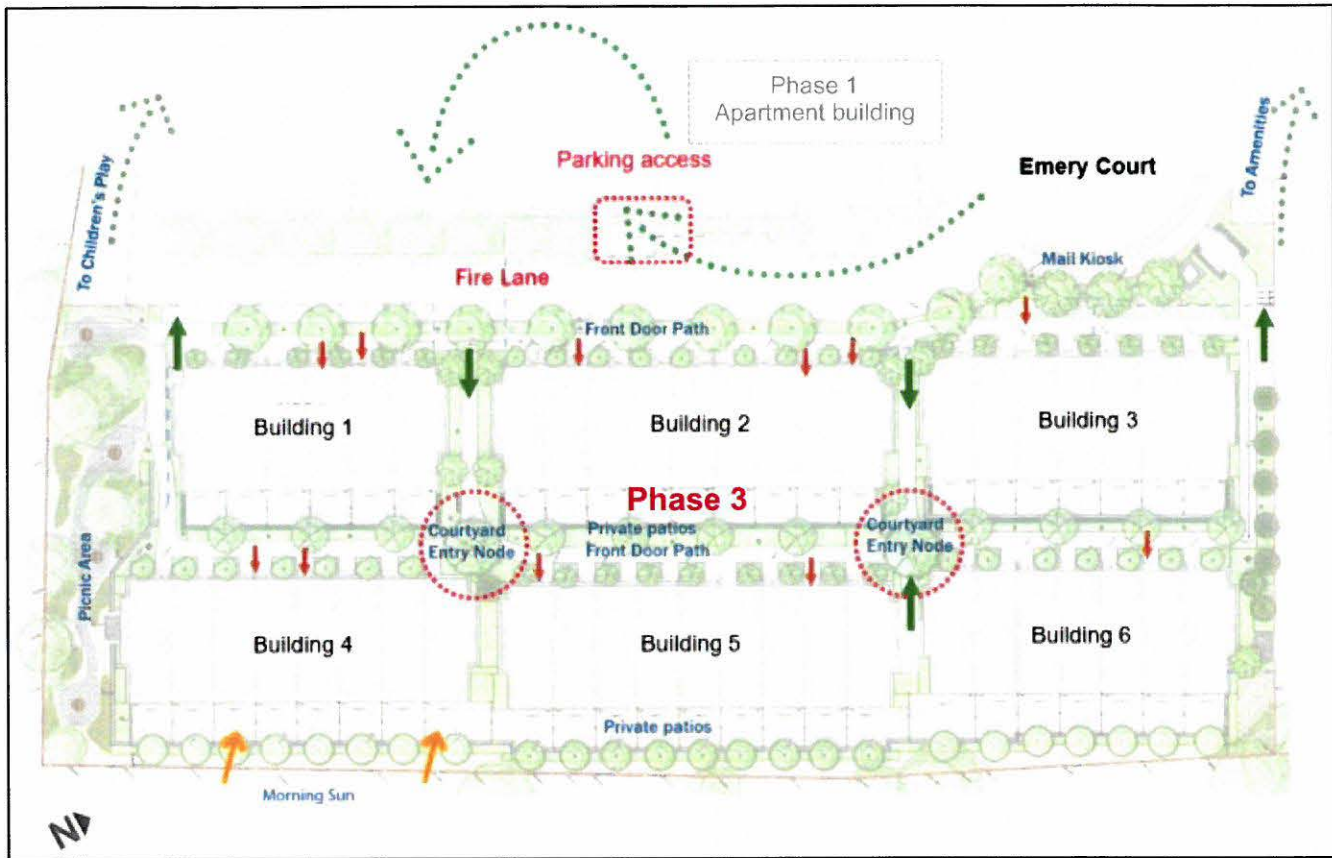 Phase 1
Apartment building
To Children's Play
Parking access
To Amenities
Emery Court
Mail Kiosk
Fire Lane
Front Door Path
Building 1
Building 2
Building 3
Phase 3
Courtyard
Entry Node
Private patios
Front Door Path
Courtyard
Entry Node
Picnic Area
Building 4
Building 5
Building 6
Private patios
Morning Sun
N